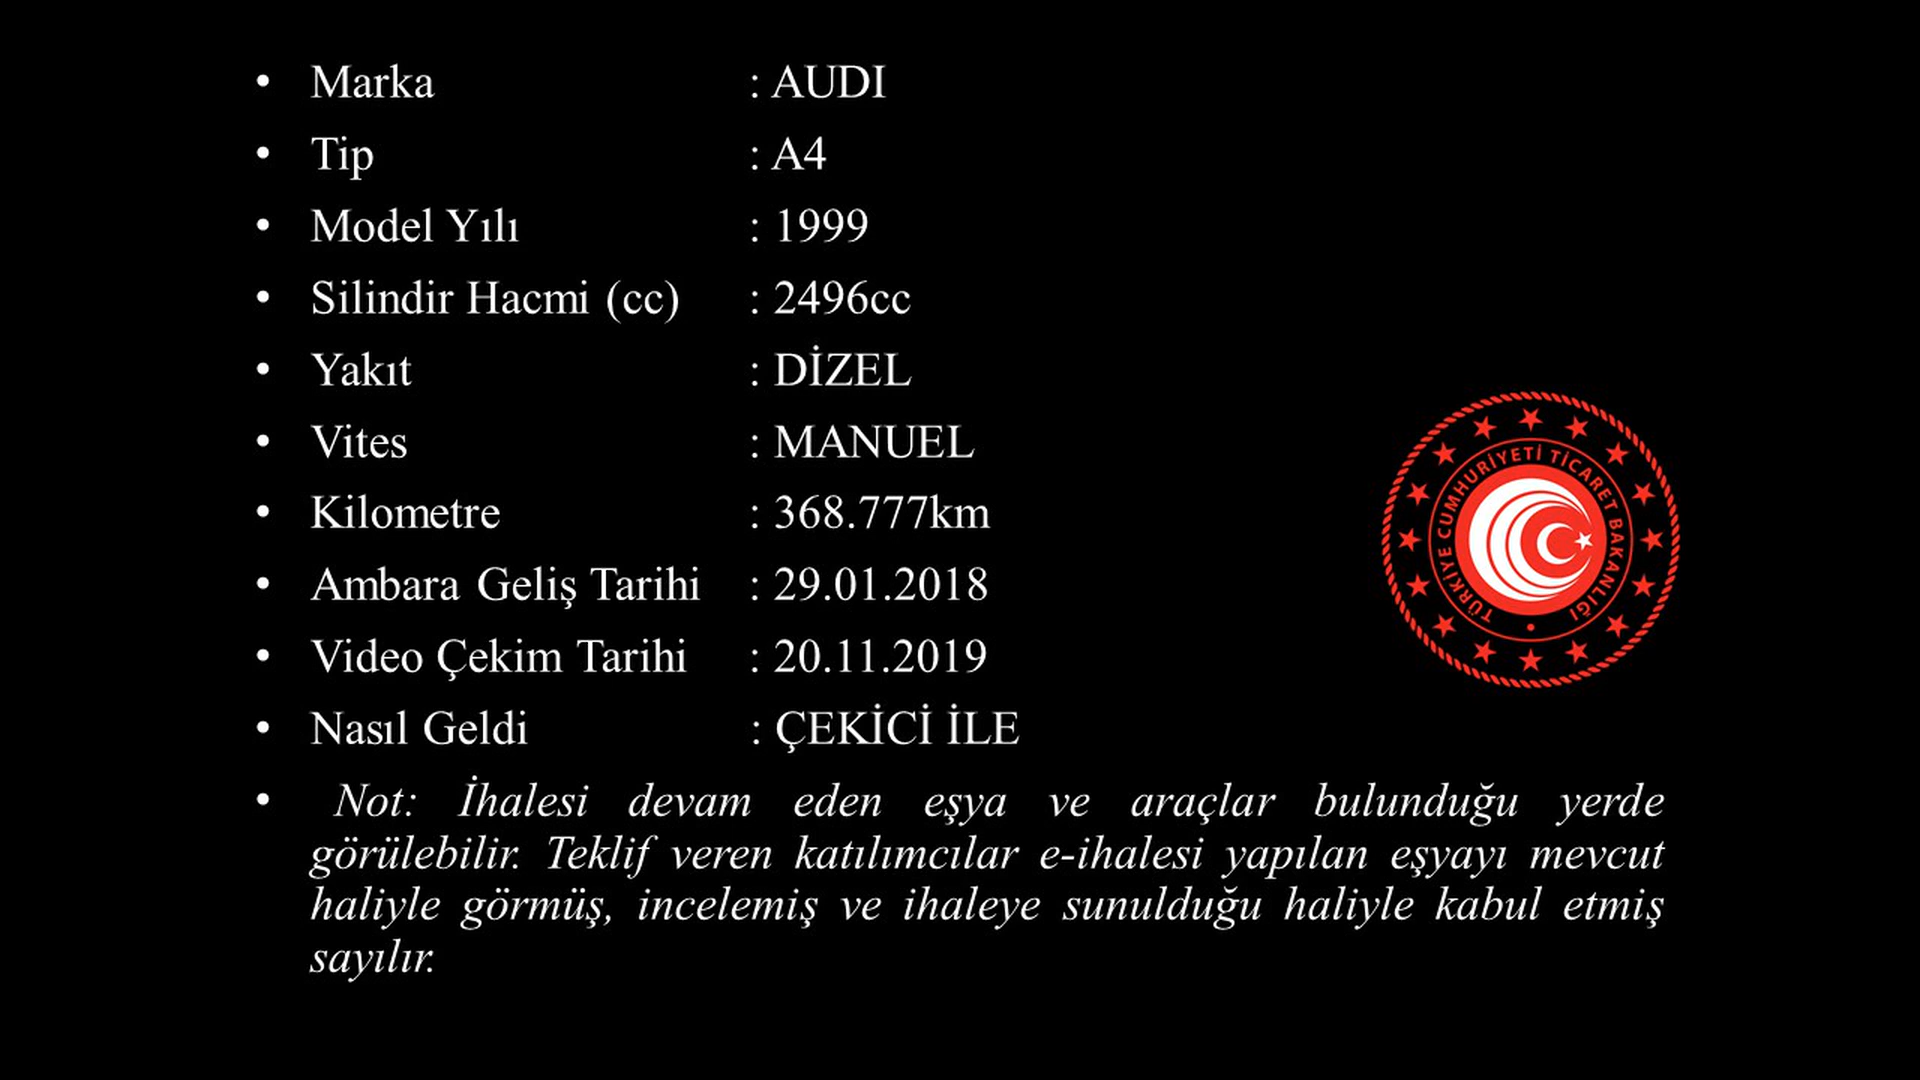 • Marka : AUDI
• Tip : A4
• Model Yılı : 1999
• Silindir Hacmi (cc) : 2496cc
• Yakıt : DİZEL
• Vites : MANUEL
• Kilometre : 368.777km
• Ambara Geliş Tarihi : 29.01.2018
• Video Çekim Tarihi : 20.11.2019
• Nasıl Geldi : ÇEKİCİ İLE
• Not: İhalesi devam eden eşya ve araçlar bulunduğu yerde
görülebilir. Teklif veren katılımcılar e-ihalesi yapılan eşyayı mevcut
haliyle görmüş, incelemiş ve ihaleye sunulduğu haliyle kabul etmiş
sayılır.
TÜRKİYE CUMHURİYETİ TİCARET BAKANLIĞI